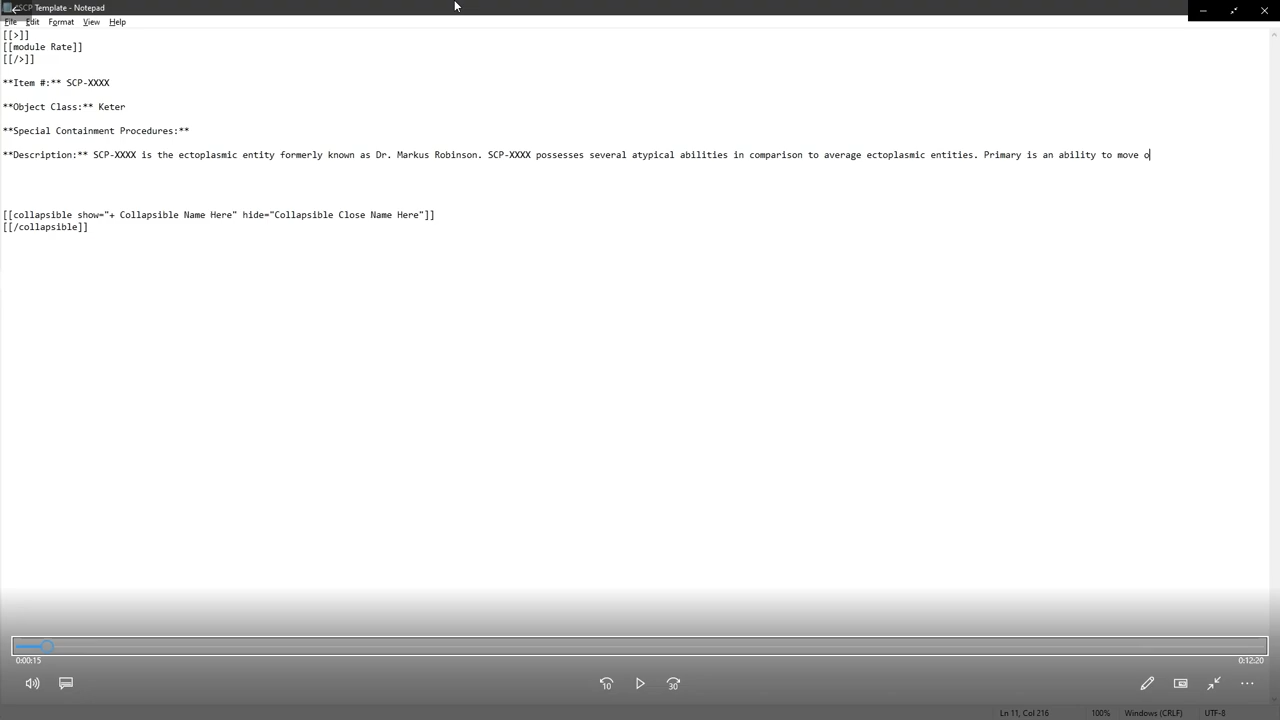 SCP Template - Notepad
File Edit Format View Help
[[>]]
[[module Rate]]
[[/>]]
**Item #:** SCP-XXXX
**Object Class:** Keter
**Special Containment Procedures:**
**Description:** SCP-XXXX is the ectoplasmic entity formerly known as Dr. Markus Robinson. SCP-XXXX possesses several atypical abilities in comparison to average ectoplasmic entities. Primary is an ability to move o
[[collapsible show="+ Collapsible Name Here" hide="Collapsible Close Name Here"]]
[[/collapsible]]
0:00:15 0:12:20
10 30
Ln 11, Col 216 100% Windows (CRLF) UTF-8